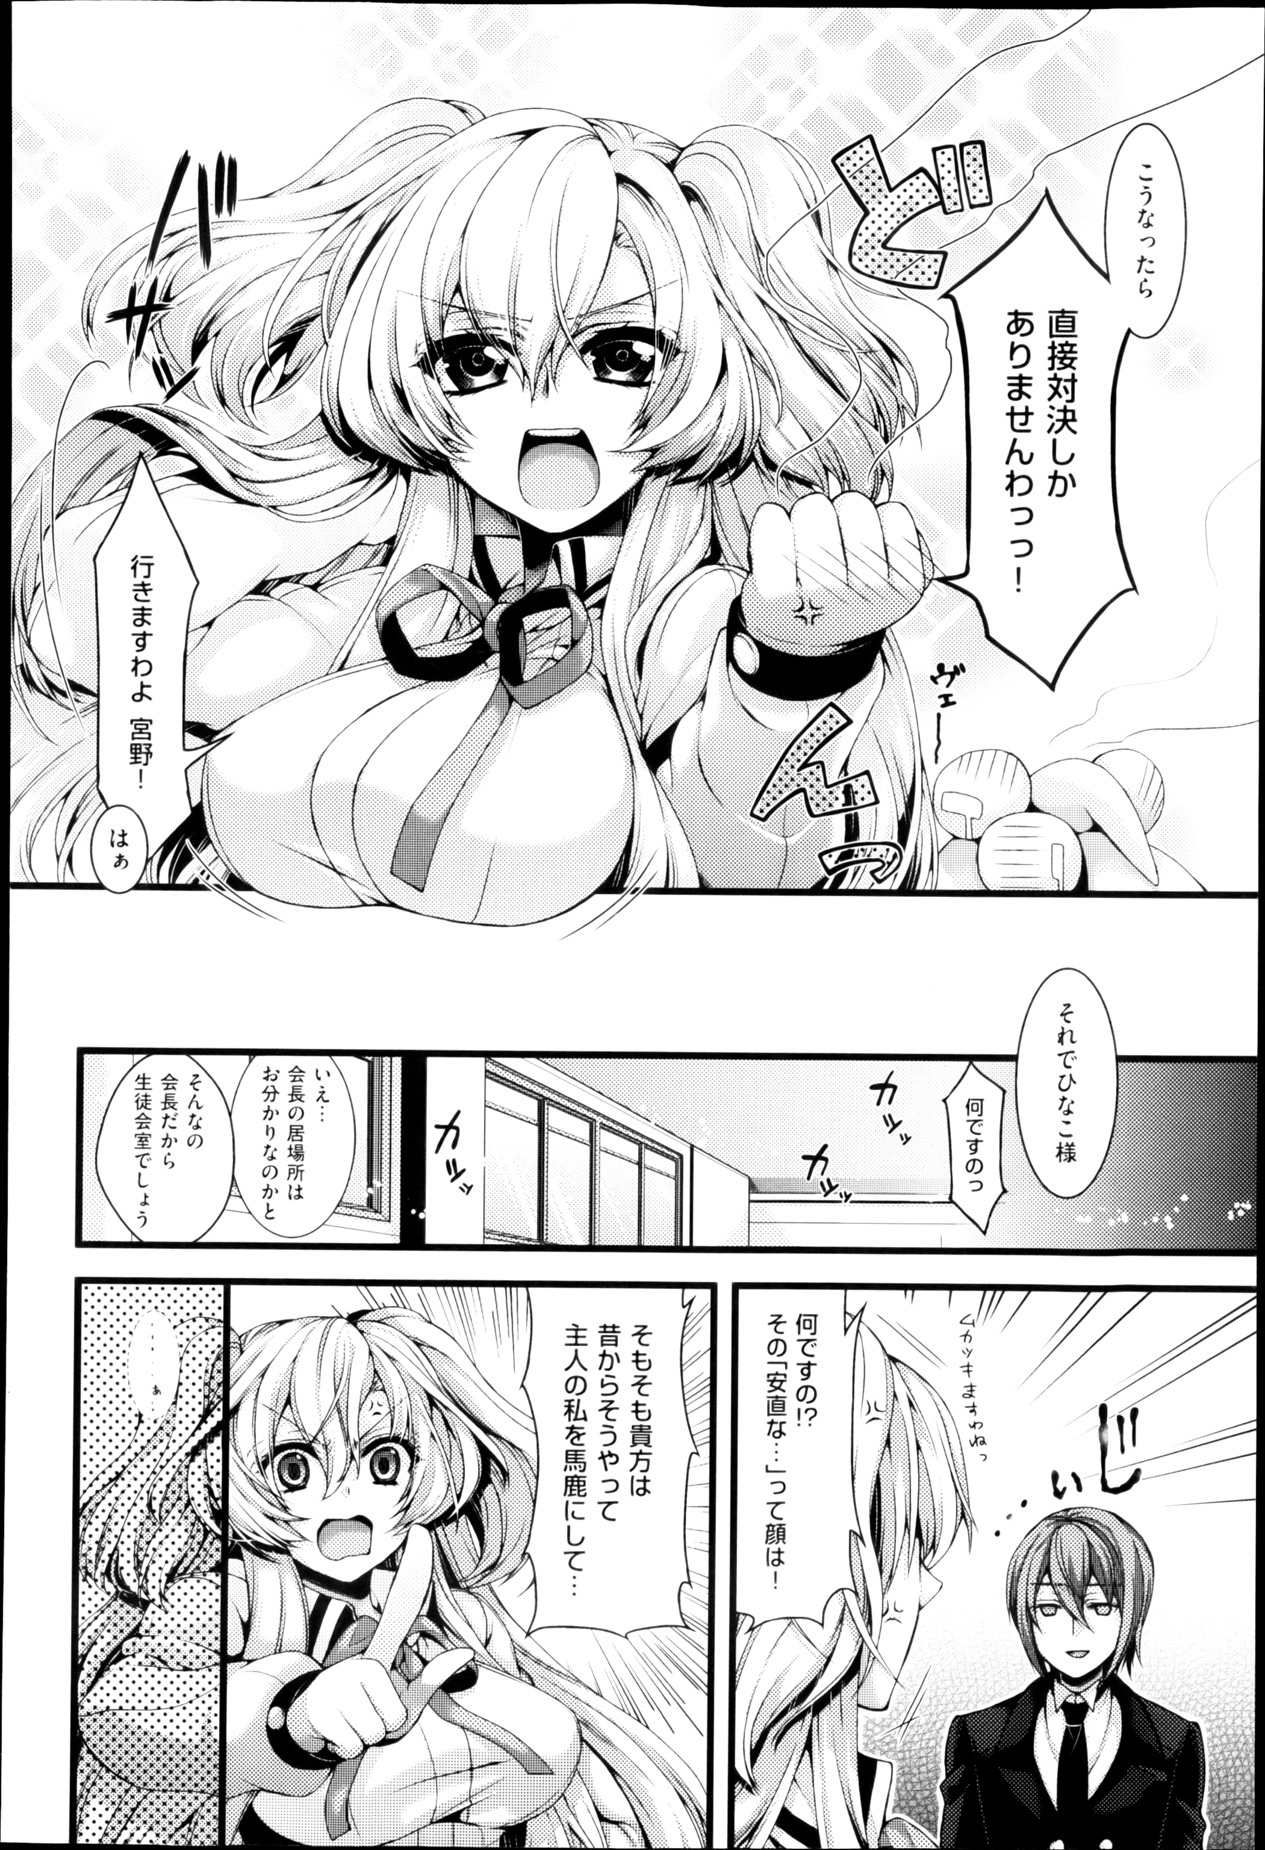 こうなったら
直接対決しか
ありませんわっっ！
どんっ
バサ
ヴェー
行きますわよ 宮野！
はぁ
それでひなこ様
何ですのっ
カッッ
カッッ
カッッ
いえ…
会長の居場所は
お分かりなのかと
そんなの
会長だから
生徒会室でしょう
じぃ…
ムカツキますわねっ
何ですの!?
その「安直な…」って顔は！
そもそも貴方は
昔からそうやって
主人の私を馬鹿にして…
………ぁ